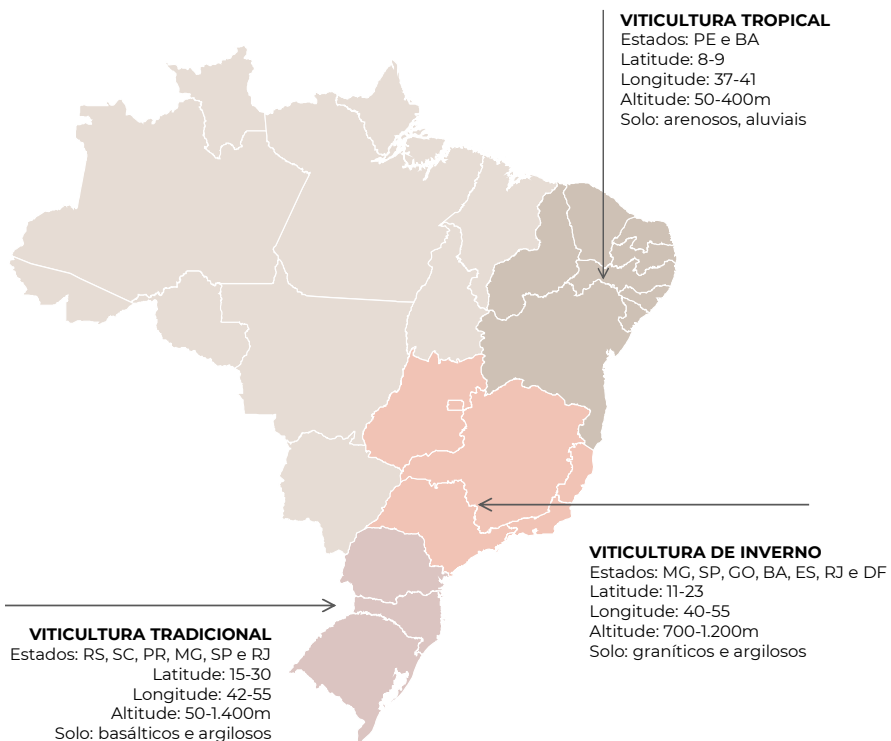 VITICULTURA TROPICAL
Estados: PE e BA
Latitude: 8-9
Longitude: 37-41
Altitude: 50-400m
Solo: arenosos, aluviais
VITICULTURA DE INVERNO
Estados: MG, SP, GO, BA, ES, RJ e DF
Latitude: 11-23
Longitude: 40-55
Altitude: 700-1.200m
Solo: graníticos e argilosos
VITICULTURA TRADICIONAL
Estados: RS, SC, PR, MG, SP e RJ
Latitude: 15-30
Longitude: 42-55
Altitude: 50-1.400m
Solo: basálticos e argilosos